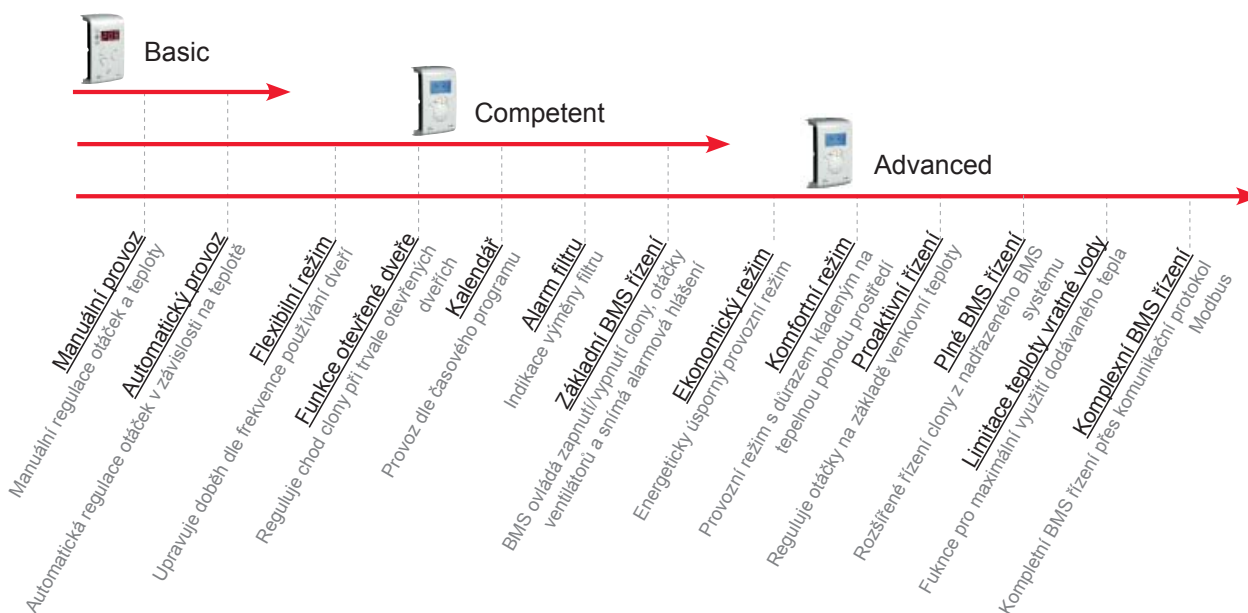 Basic
Competent
Advanced
Manuální provoz
Manuální regulace otáček a teploty
Automatický provoz
Automatická regulace otáček v závislosti na teplotě
Flexibilní režim
Upravuje doběh dle frekvence používání dveří
Funkce otevřené dveře
Reguluje chod clony při trvale otevřených
dveřích
Kalendář
Provoz dle časového programu
Alarm filtru
Indikace výměny filtru
Základní BMS řízení
BMS ovládá zapnutí/vypnutí clony, otáčky
ventilátorů a snímá alarmová hlášení
Ekonomický režim
Energeticky úsporný provozní režim
Komfortní režim
Provozní režim s důrazem kladeným na
tepelnou pohodu prostředí
Proaktivní řízení
Reguluje otáčky na základě venkovní teploty
Plné BMS řízení
Rozšířené řízení clony z nadřazeného BMS
systému
Limitace teploty vratné vody
Fuknce pro maximální využití dodávaného tepla
Komplexní BMS řízení
Kompletní BMS řízení přes komunikační protokol
Modbus